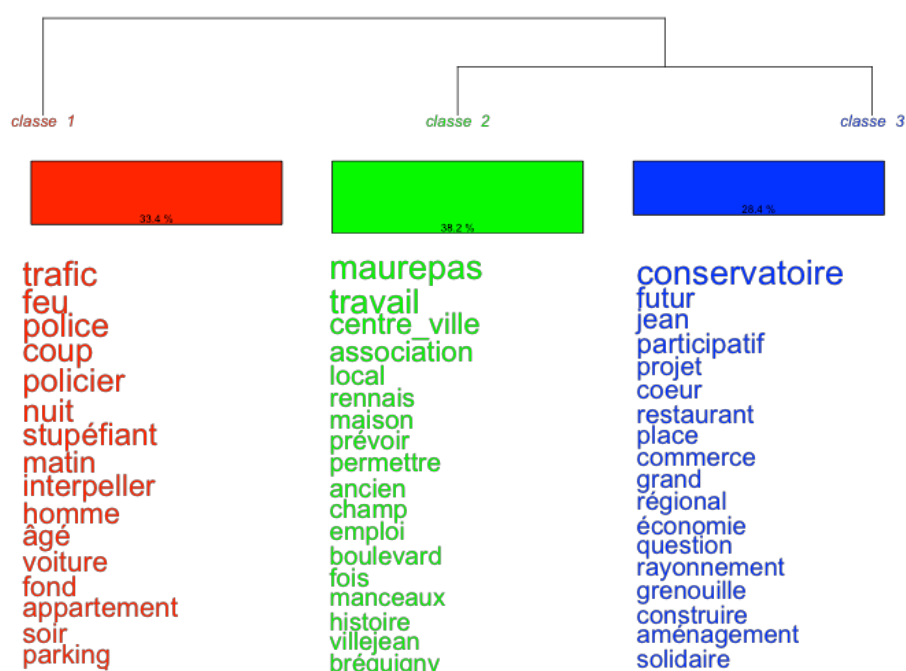 classe 1
classe 2
classe 3
33.4 %
38.2 %
28.4 %
trafic
feu
police
coup
policier
nuit
stupéfiant
matin
interpeller
homme
âgé
voiture
fond
appartement
soir
parking
maurepas
travail
centre_ville
association
local
rennais
maison
prévoir
permettre
ancien
champ
emploi
boulevard
fois
manceaux
histoire
villejean
bréquigny
conservatoire
futur
jean
participatif
projet
coeur
restaurant
place
commerce
grand
régional
économie
question
rayonnement
grenouille
construire
aménagement
solidaire